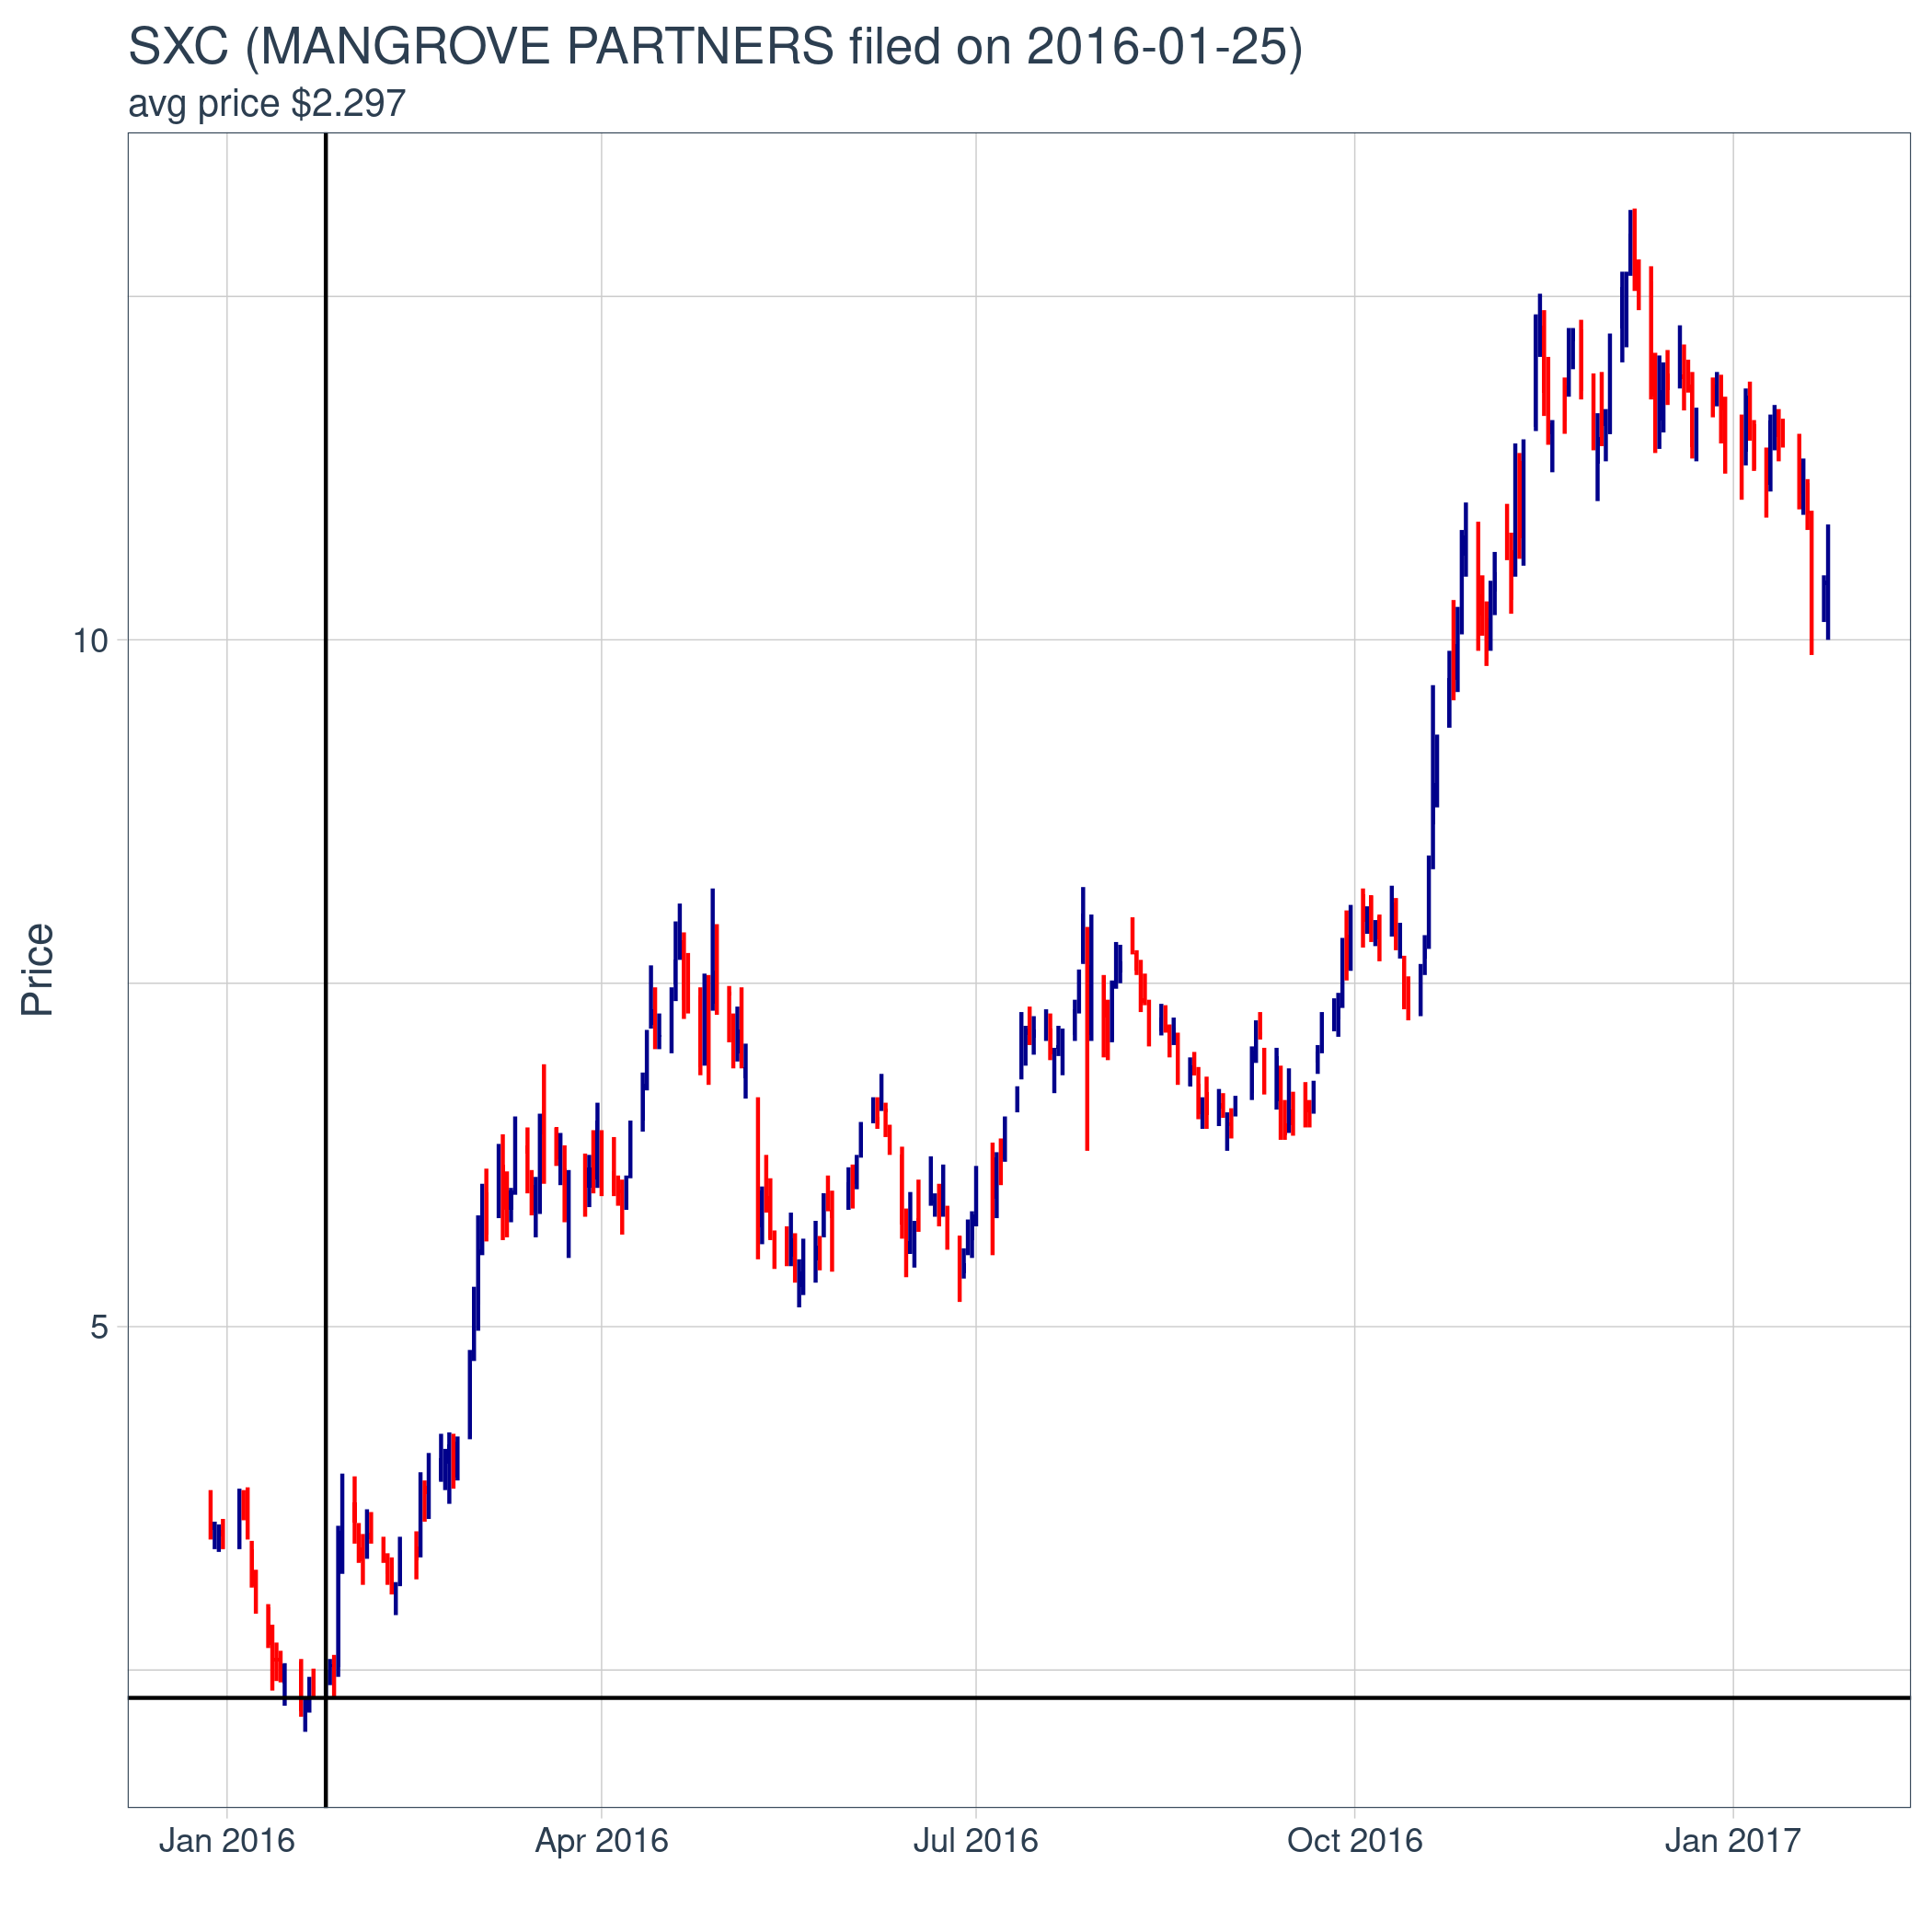 SXC (MANGROVE PARTNERS filed on 2016-01-25)
avg price $2.297
Price
10
5
Jan 2016
Apr 2016
Jul 2016
Oct 2016
Jan 2017